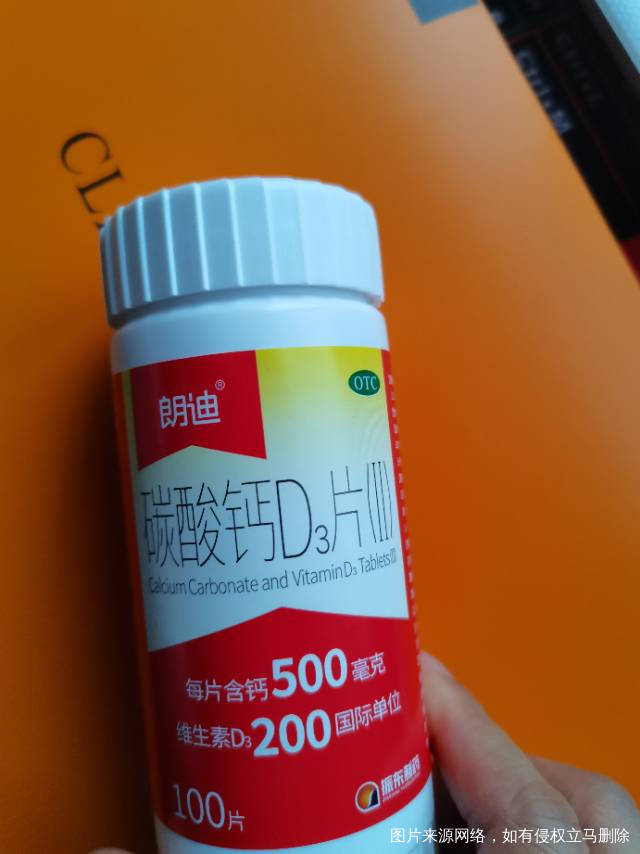 CL
Ctrl+M
Ctrl+L
OTC
朗迪®
碳酸钙D₃片(II)
Calcium Carbonate and Vitamin D₃ Tablets(II)
每片含钙500毫克
维生素D₃200国际单位
100片
振东制药
图片来源网络，如有侵权立马删除